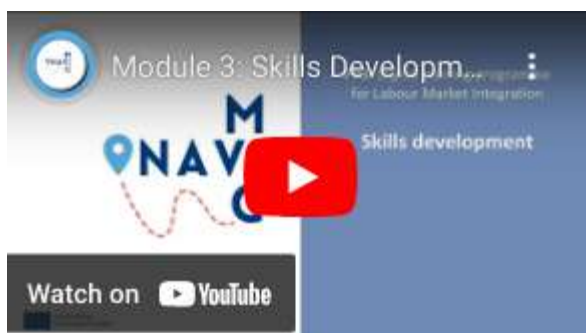 Module 3: Skills Developm...
for Labour Market Integration
Skills development
M
NAV
G
Watch on YouTube